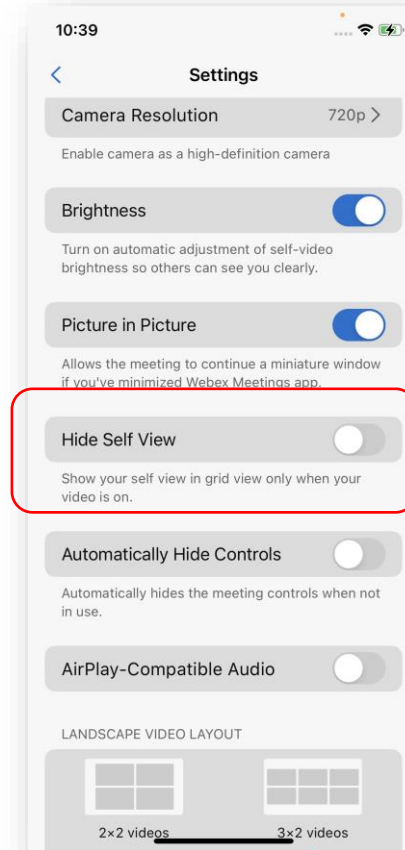 10:39
Settings
Camera Resolution 720p >
Enable camera as a high-definition camera
Brightness
Turn on automatic adjustment of self-video
brightness so others can see you clearly.
Picture in Picture
Allows the meeting to continue a miniature window
if you've minimized Webex Meetings app.
Hide Self View
Show your self view in grid view only when your
video is on.
Automatically Hide Controls
Automatically hides the meeting controls when not
in use.
AirPlay-Compatible Audio
LANDSCAPE VIDEO LAYOUT
2×2 videos 3×2 videos